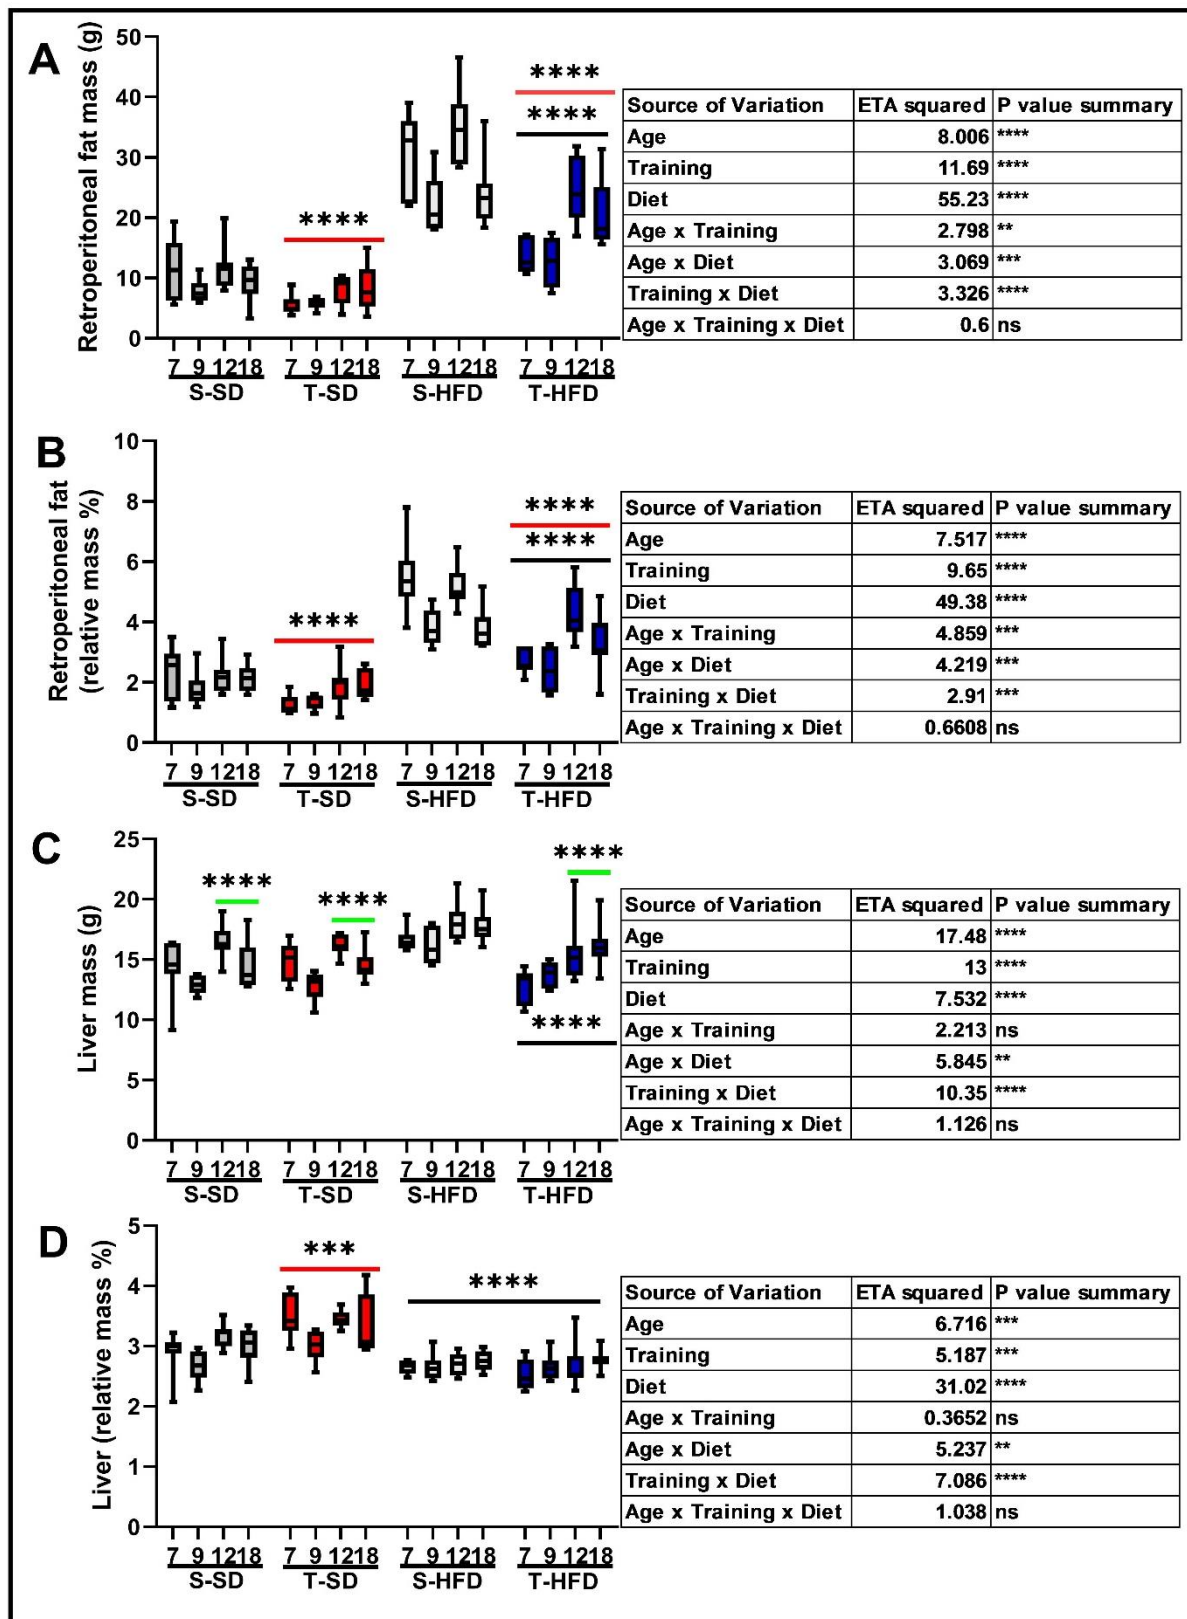 A
Retroperitoneal fat mass (g)
50
40
30
20
10
0
****
****
****
7 9 12 18 7 9 12 18 7 9 12 18 7 9 12 18
S-SD T-SD S-HFD T-HFD
Source of Variation ETA squared P value summary
Age 8.006 ****
Training 11.69 ****
Diet 55.23 ****
Age x Training 2.798 **
Age x Diet 3.069 ***
Training x Diet 3.326 ****
Age x Training x Diet 0.6 ns
B
Retroperitoneal fat
(relative mass %)
10
8
6
4
2
0
****
****
****
7 9 12 18 7 9 12 18 7 9 12 18 7 9 12 18
S-SD T-SD S-HFD T-HFD
Source of Variation ETA squared P value summary
Age 7.517 ****
Training 9.65 ****
Diet 49.38 ****
Age x Training 4.859 ***
Age x Diet 4.219 ***
Training x Diet 2.91 ***
Age x Training x Diet 0.6608 ns
C
Liver mass (g)
25
20
15
10
5
0
****
****
****
****
7 9 12 18 7 9 12 18 7 9 12 18 7 9 12 18
S-SD T-SD S-HFD T-HFD
Source of Variation ETA squared P value summary
Age 17.48 ****
Training 13 ****
Diet 7.532 ****
Age x Training 2.213 ns
Age x Diet 5.845 **
Training x Diet 10.35 ****
Age x Training x Diet 1.126 ns
D
Liver (relative mass %)
5
4
3
2
1
0
***
****
7 9 12 18 7 9 12 18 7 9 12 18 7 9 12 18
S-SD T-SD S-HFD T-HFD
Source of Variation ETA squared P value summary
Age 6.716 ***
Training 5.187 ***
Diet 31.02 ****
Age x Training 0.3652 ns
Age x Diet 5.237 **
Training x Diet 7.086 ****
Age x Training x Diet 1.038 ns